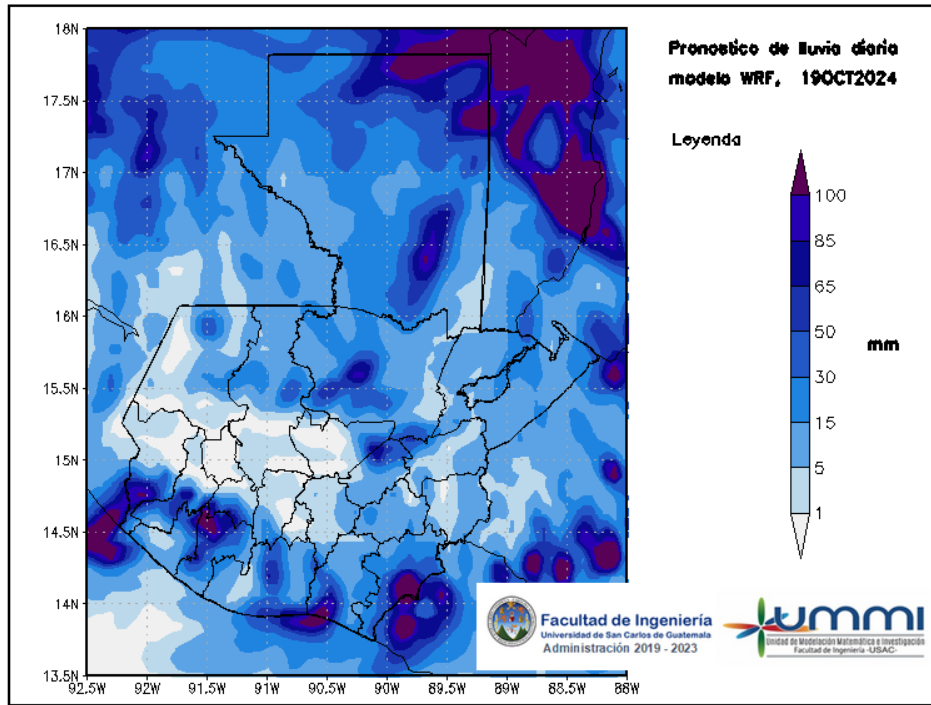 Pronostico de lluvia diaria
modelo WRF, 19OCT2024
Leyenda
100
85
65
50
30
15
5
1
mm
18N
17.5N
17N
16.5N
16N
15.5N
15N
14.5N
14N
13.5N
92.5W 92W 91.5W 91W 90.5W 90W 89.5W 89W 88.5W 88W
Facultad de Ingeniería
Universidad de San Carlos de Guatemala
Administración 2019 - 2023
UMMI
Unidad de Modelación Matemática e Investigación
Facultad de Ingeniería -USAC-